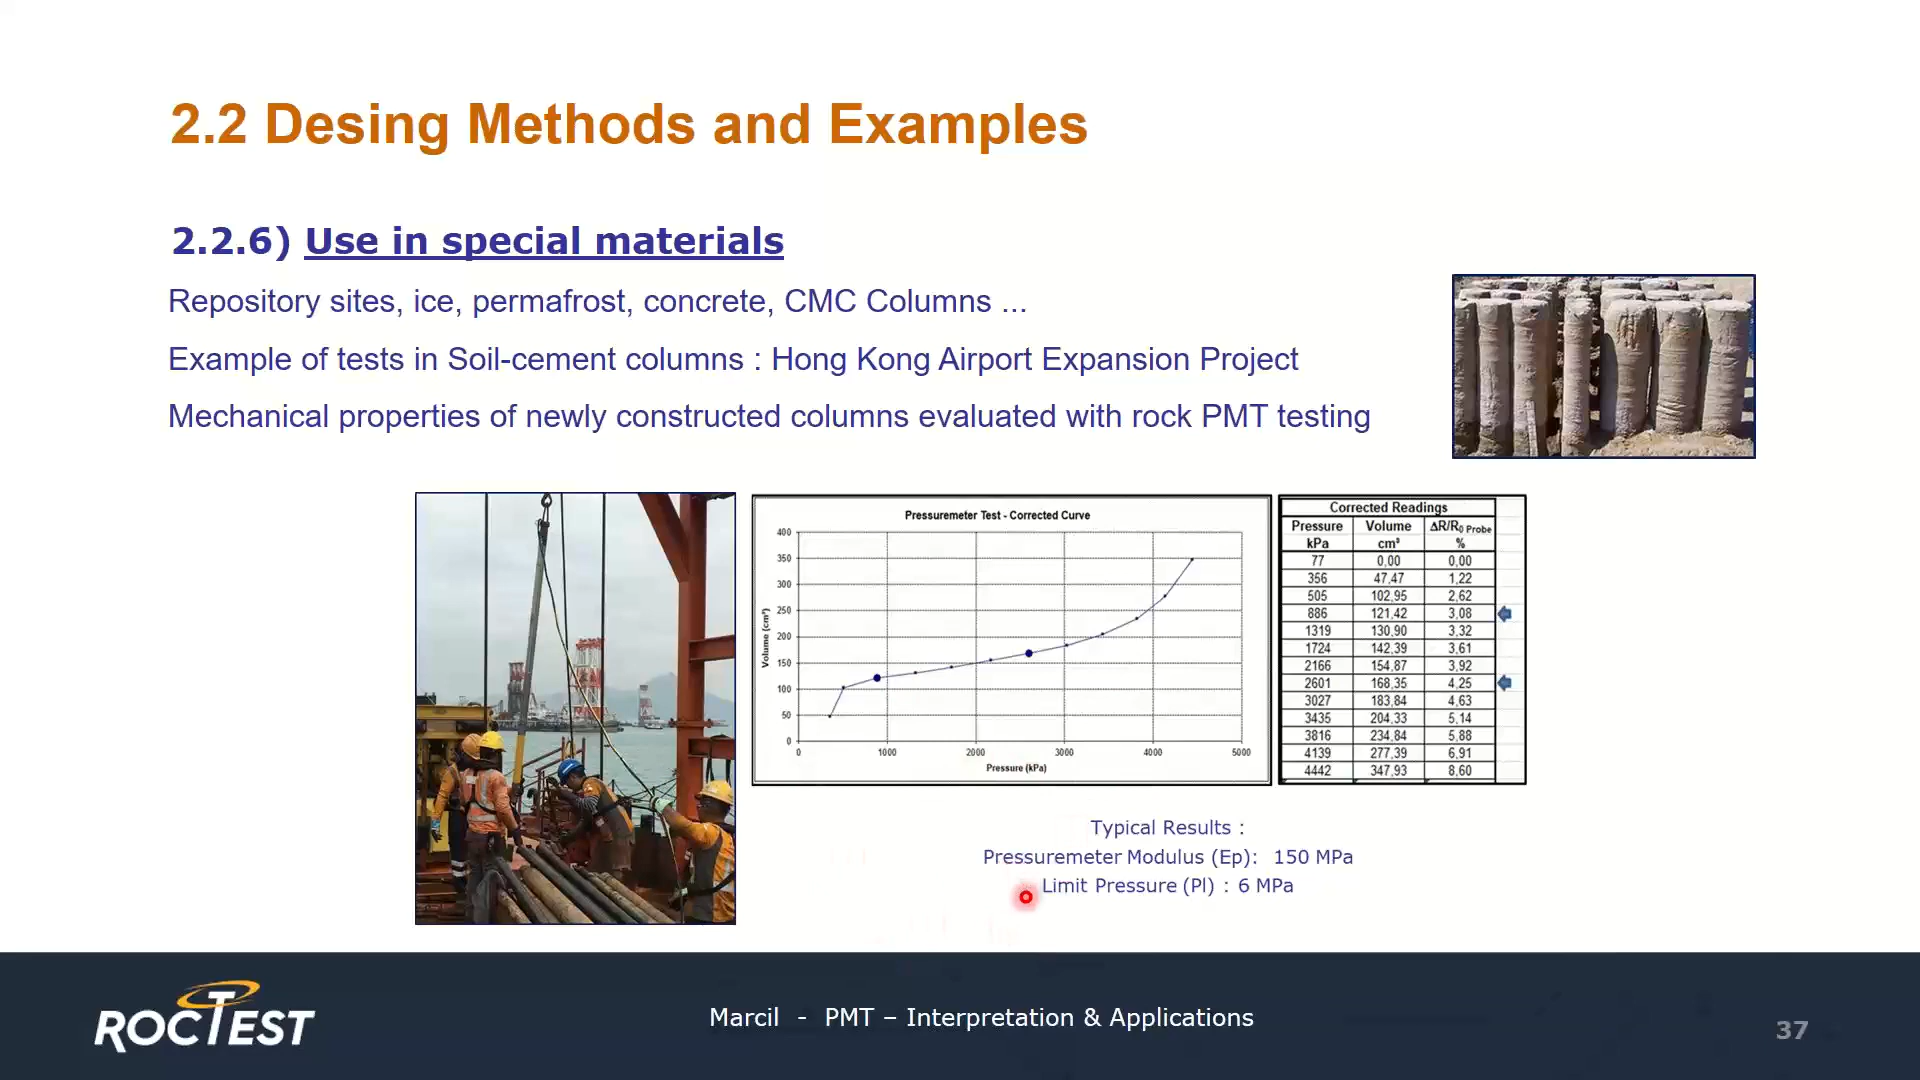 2.2 Desing Methods and Examples
2.2.6) Use in special materials
Repository sites, ice, permafrost, concrete, CMC Columns ...
Example of tests in Soil-cement columns : Hong Kong Airport Expansion Project
Mechanical properties of newly constructed columns evaluated with rock PMT testing
Pressuremeter Test - Corrected Curve
400
350
300
250
200
150
100
50
0
Volume (cm³)
0 1000 2000 3000 4000 5000
Pressure (kPa)
Corrected Readings
Pressure Volume ΔR/R0 Probe
kPa cm³ %
77 0,00 0,00
356 47,47 1,22
505 102,95 2,62
886 121,42 3,08
1319 130,90 3,32
1724 142,39 3,61
2166 154,87 3,92
2601 168,35 4,25
3027 183,84 4,63
3435 204,33 5,14
3816 234,84 5,88
4139 277,39 6,91
4442 347,93 8,60
Typical Results :
Pressuremeter Modulus (Ep): 150 MPa
Limit Pressure (Pl) : 6 MPa
ROCTEST
Marcil - PMT – Interpretation & Applications
37